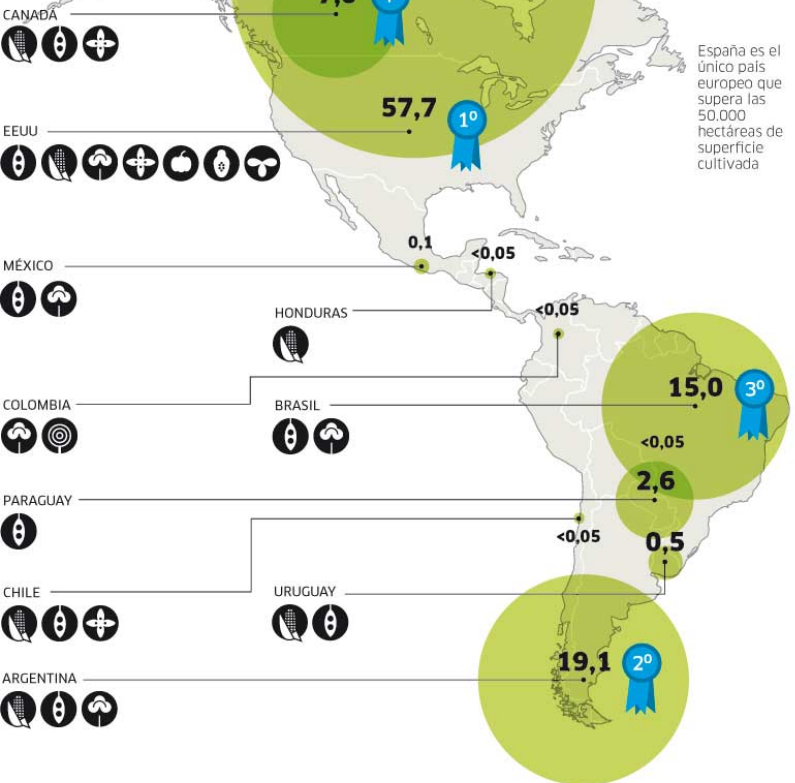 CANADÁ
EEUU
57,7
1º
España es el
único país
europeo que
supera las
50.000
hectáreas de
superficie
cultivada
MÉXICO
0,1
<0,05
HONDURAS
<0,05
COLOMBIA
BRASIL
15,0
3º
<0,05
PARAGUAY
2,6
<0,05
0,5
CHILE
URUGUAY
ARGENTINA
19,1
2º